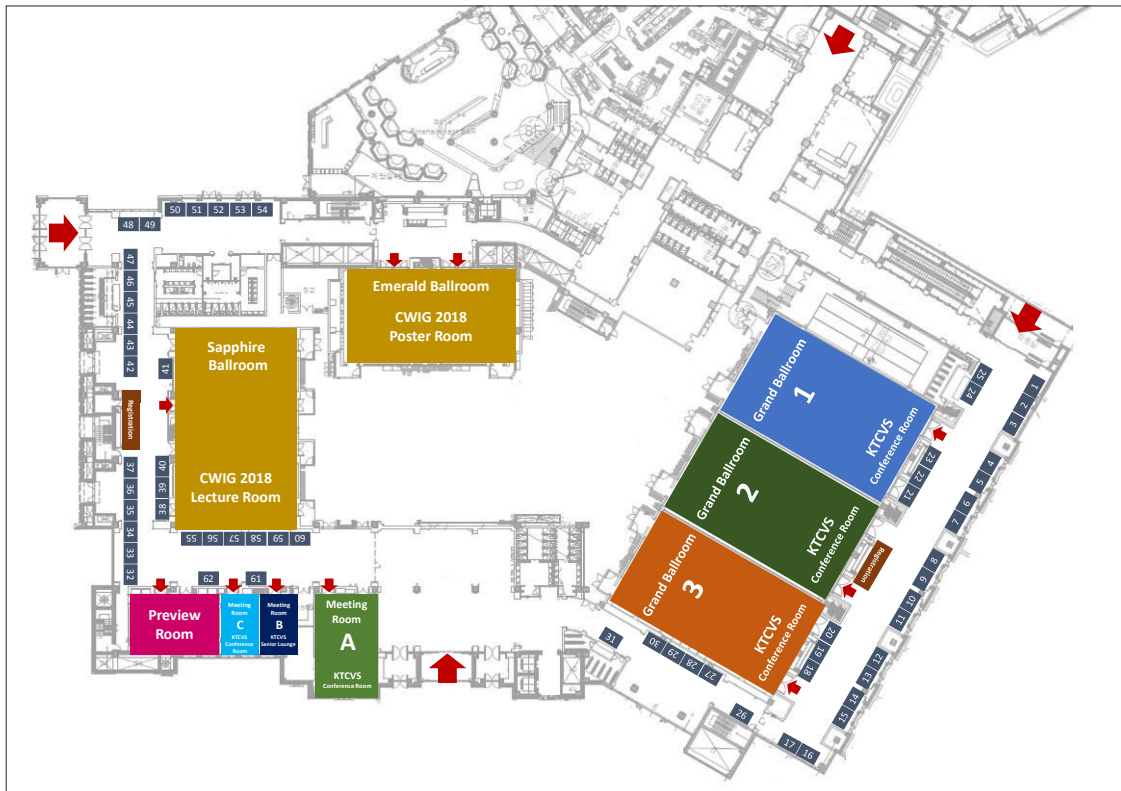 50 51 52 53 54
48 49
47
46
45
44
43
42
41
Registration
40
39
38
37
36
35
34
33
32
Sapphire
Ballroom
CWIG 2018
Lecture Room
Emerald Ballroom
CWIG 2018
Poster Room
55 56 57 58 59 60
62
61
Preview
Room
Meeting
Room
C
KTCVS
Conference
Room
Meeting
Room
B
KTCVS
Senior Lounge
Meeting
Room
A
KTCVS
Conference Room
Grand Ballroom
1
KTCVS
Conference Room
Grand Ballroom
2
KTCVS
Conference Room
Grand Ballroom
3
KTCVS
Conference Room
Registration
25
24
23
22
21
20
19
18
1
2
3
4
5
6
7
8
9
10
11
12
13
14
15
16
17
26
27
28
29
30
31